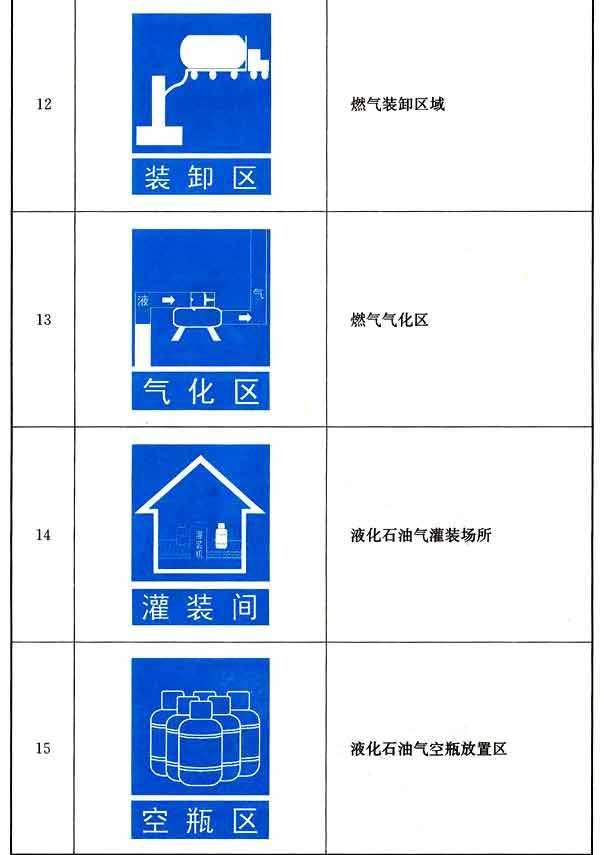 12
装卸区
燃气装卸区域
13
液
气
气化区
燃气气化区
14
灌装机
灌装间
液化石油气灌装场所
15
空瓶区
液化石油气空瓶放置区